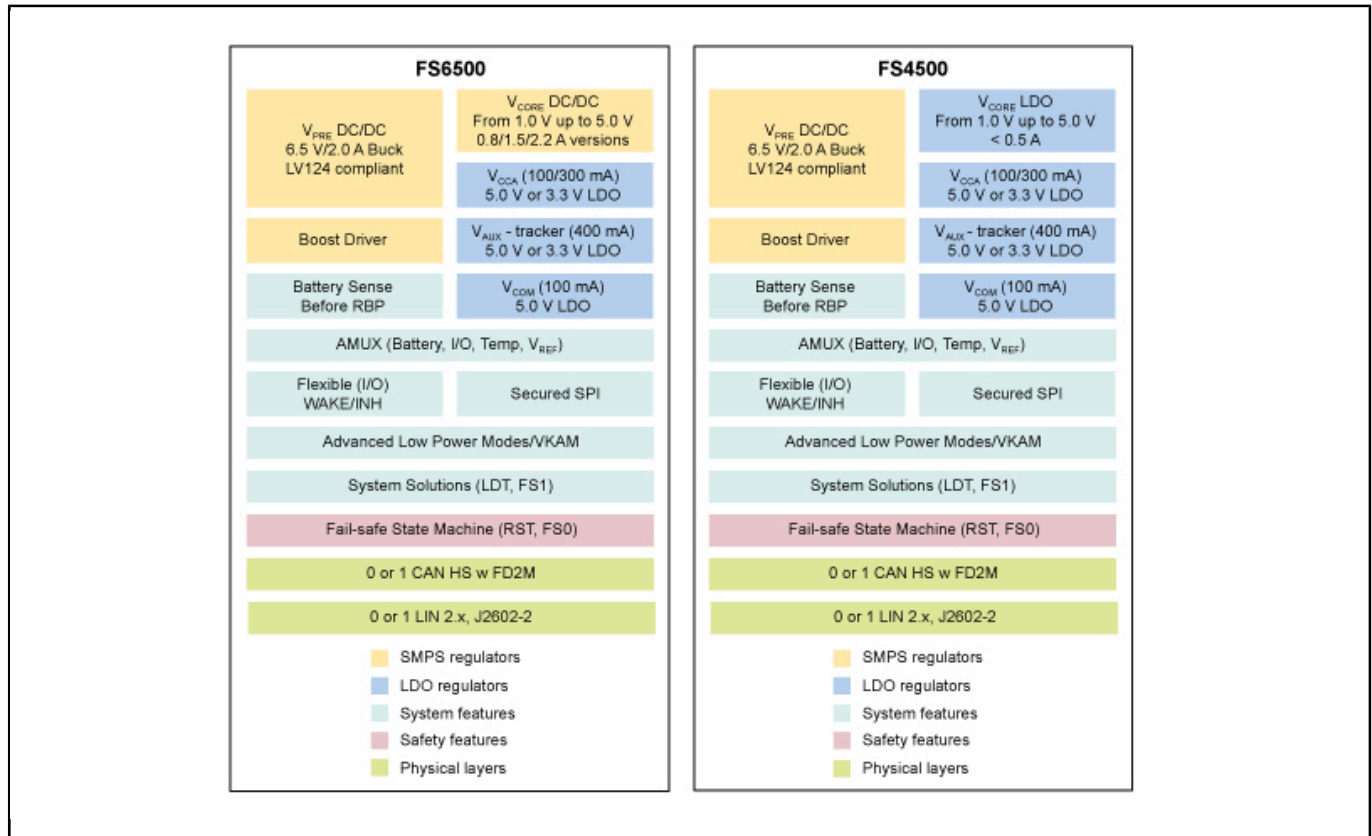 FS6500
V_PRE DC/DC
6.5 V/2.0 A Buck
LV124 compliant
V_CORE DC/DC
From 1.0 V up to 5.0 V
0.8/1.5/2.2 A versions
V_CCA (100/300 mA)
5.0 V or 3.3 V LDO
Boost Driver
V_AUX - tracker (400 mA)
5.0 V or 3.3 V LDO
Battery Sense
Before RBP
V_COM (100 mA)
5.0 V LDO
AMUX (Battery, I/O, Temp, V_REF)
Flexible (I/O)
WAKE/INH
Secured SPI
Advanced Low Power Modes/VKAM
System Solutions (LDT, FS1)
Fail-safe State Machine (RST, FS0)
0 or 1 CAN HS w FD2M
0 or 1 LIN 2.x, J2602-2
SMPS regulators
LDO regulators
System features
Safety features
Physical layers
FS4500
V_PRE DC/DC
6.5 V/2.0 A Buck
LV124 compliant
V_CORE LDO
From 1.0 V up to 5.0 V
< 0.5 A
V_CCA (100/300 mA)
5.0 V or 3.3 V LDO
Boost Driver
V_AUX - tracker (400 mA)
5.0 V or 3.3 V LDO
Battery Sense
Before RBP
V_COM (100 mA)
5.0 V LDO
AMUX (Battery, I/O, Temp, V_REF)
Flexible (I/O)
WAKE/INH
Secured SPI
Advanced Low Power Modes/VKAM
System Solutions (LDT, FS1)
Fail-safe State Machine (RST, FS0)
0 or 1 CAN HS w FD2M
0 or 1 LIN 2.x, J2602-2
SMPS regulators
LDO regulators
System features
Safety features
Physical layers